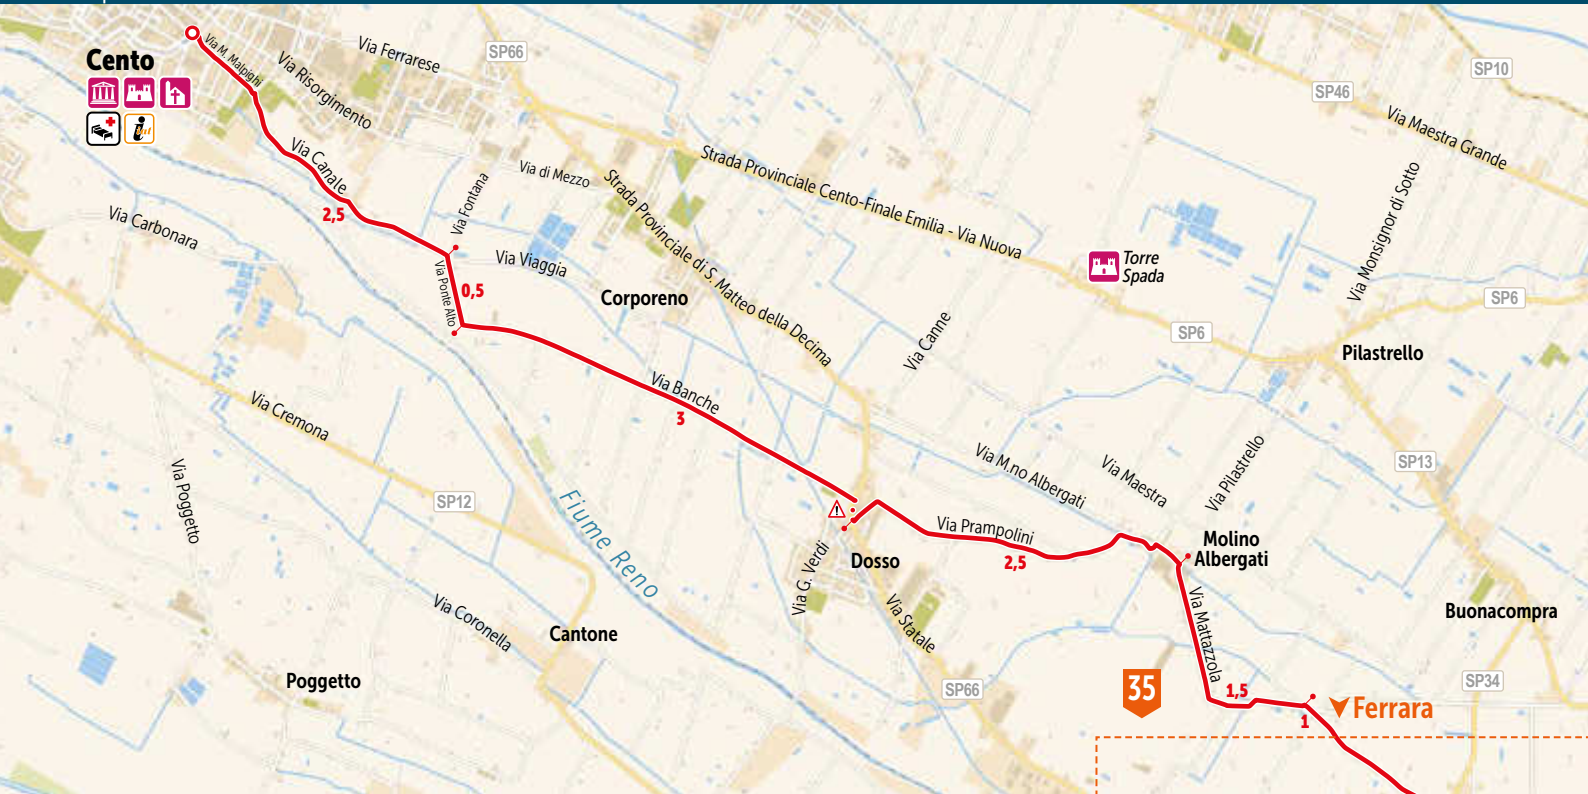 Cento
Via M. Malpighi
Via Risorgimento
Via Ferrarese
SP66
SP10
SP46
Via Maestra Grande
Via Canale
2,5
Via Fontana
Via di Mezzo
Strada Provinciale Cento-Finale Emilia - Via Nuova
Strada Provinciale di S. Matteo della Decima
Via Monsignor di Sotto
Via Carbonara
Via Viaggia
Via Ponte Alto
0,5
Corporeno
Torre
Spada
SP6
SP6
Via Canne
Pilastrello
Via Banche
3
Via Cremona
Via Poggetto
SP12
Fiume Reno
Via M.no Albergati
Via Maestra
Via Pilastrello
SP13
Via Prampolini
2,5
Molino
Albergati
Dosso
Via G. Verdi
Via Statale
Via Mattazzola
Buonacompra
Via Coronella
Cantone
Poggetto
SP66
35
1,5
1
Ferrara
SP34